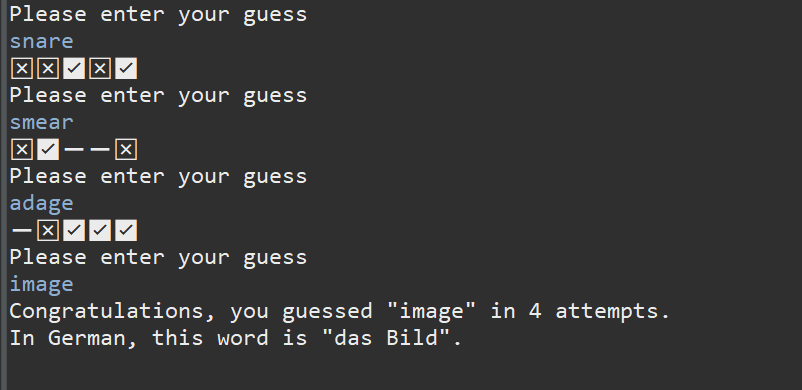 Please enter your guess
snare
☒☒✅☒✅
Please enter your guess
smear
☒✅——☒
Please enter your guess
adage
—☒✅✅✅
Please enter your guess
image
Congratulations, you guessed "image" in 4 attempts.
In German, this word is "das Bild".